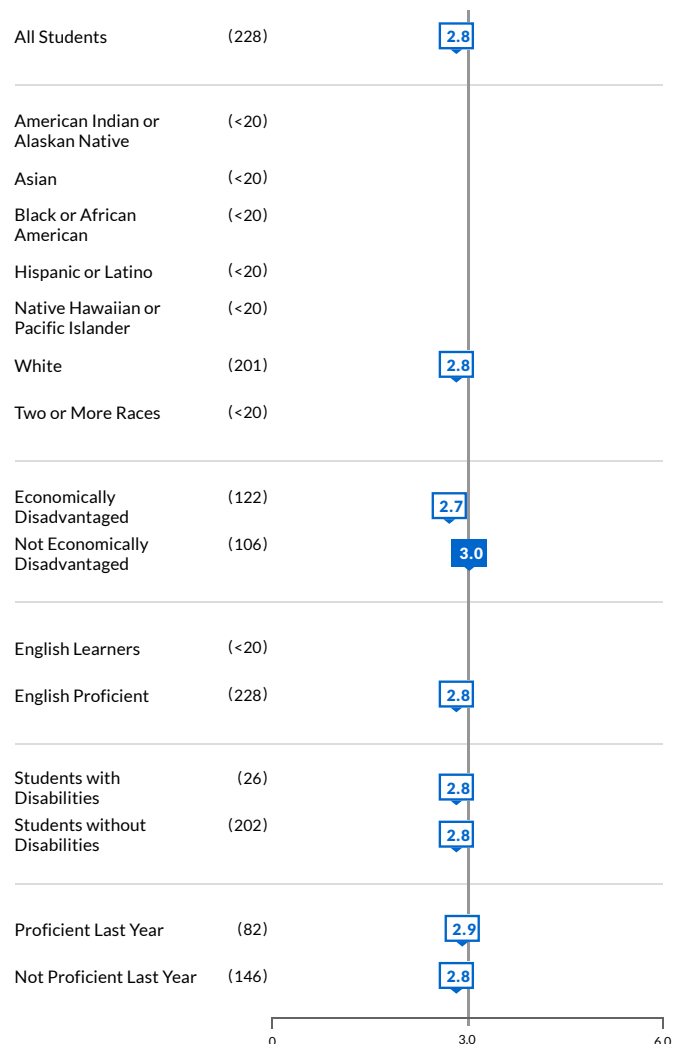 All Students (228) 2.8
American Indian or (<20)
Alaskan Native
Asian (<20)
Black or African (<20)
American
Hispanic or Latino (<20)
Native Hawaiian or (<20)
Pacific Islander
White (201) 2.8
Two or More Races (<20)
Economically (122) 2.7
Disadvantaged
Not Economically (106) 3.0
Disadvantaged
English Learners (<20)
English Proficient (228) 2.8
Students with (26) 2.8
Disabilities
Students without (202) 2.8
Disabilities
Proficient Last Year (82) 2.9
Not Proficient Last Year (146) 2.8
0 3.0 6.0